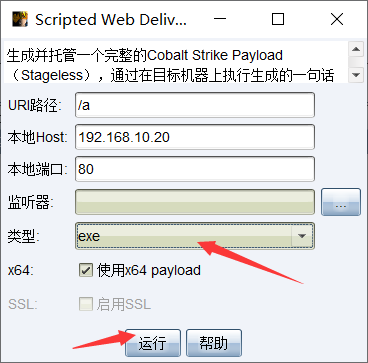 Scripted Web Deliv...
生成并托管一个完整的Cobalt Strike Payload
（Stageless），通过在目标机器上执行生成的一句话
URI路径: /a
本地Host: 192.168.10.20
本地端口: 80
监听器: ...
类型: exe
x64: 使用x64 payload
SSL: 启用SSL
运行 帮助